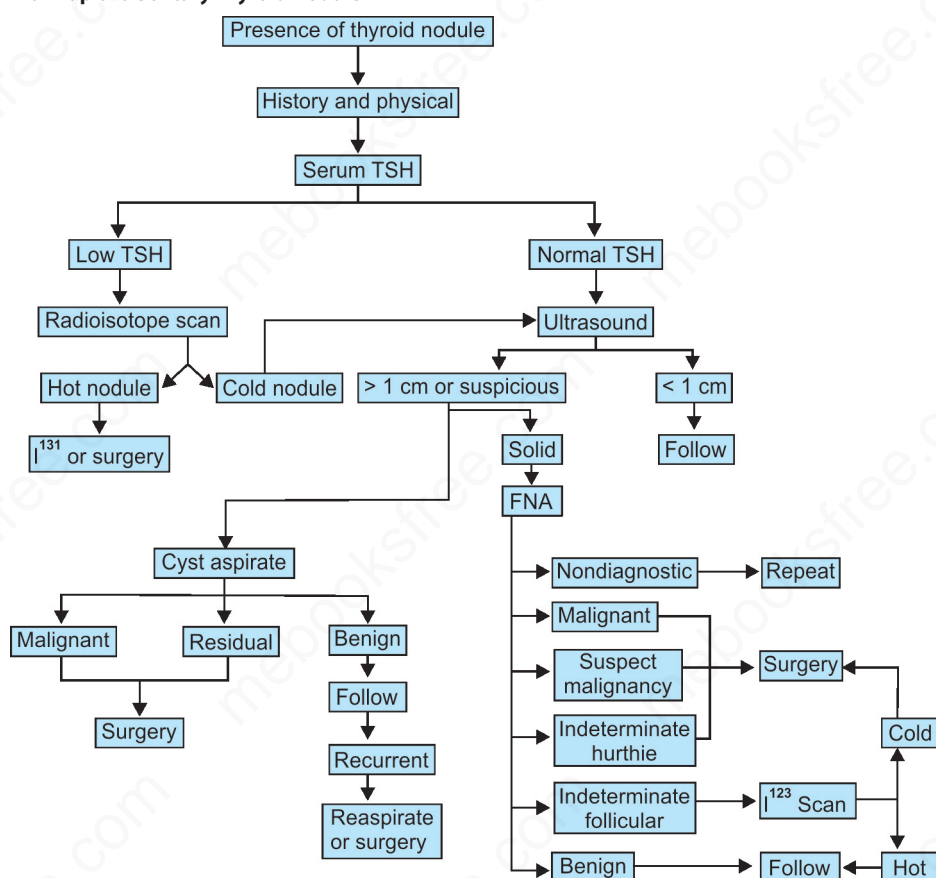 Presence of thyroid nodule
History and physical
Serum TSH
Low TSH
Normal TSH
Radioisotope scan
Ultrasound
Hot nodule
Cold nodule
> 1 cm or suspicious
< 1 cm
I131 or surgery
Solid
Follow
FNA
Cyst aspirate
Nondiagnostic
Repeat
Malignant
Residual
Benign
Malignant
Suspect
malignancy
Surgery
Follow
Surgery
Indeterminate
hurthie
Cold
Recurrent
Indeterminate
follicular
I123 Scan
Reaspirate
or surgery
Benign
Follow
Hot
mebooksfree.com